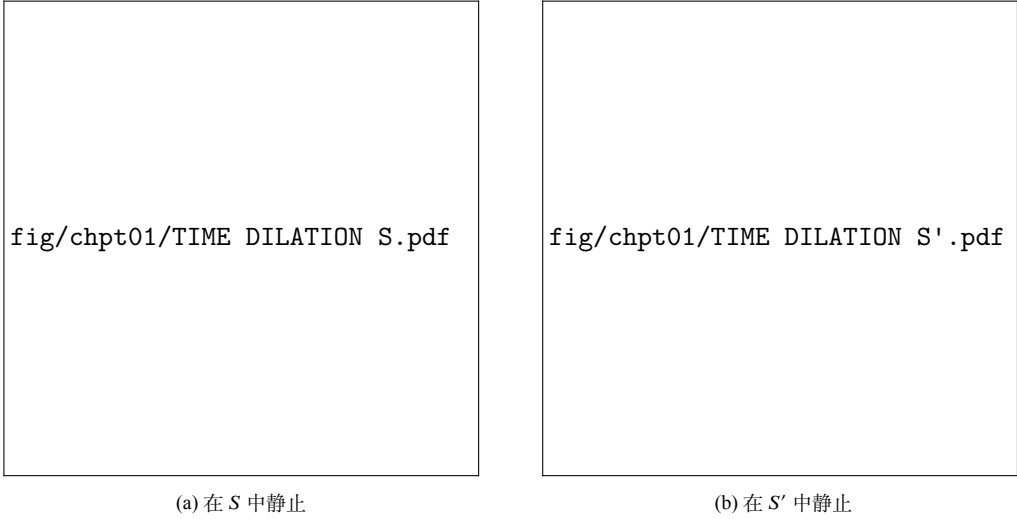 fig/chpt01/TIME DILATION S.pdf
fig/chpt01/TIME DILATION S'.pdf
(a) 在 S 中静止
(b) 在 S′ 中静止